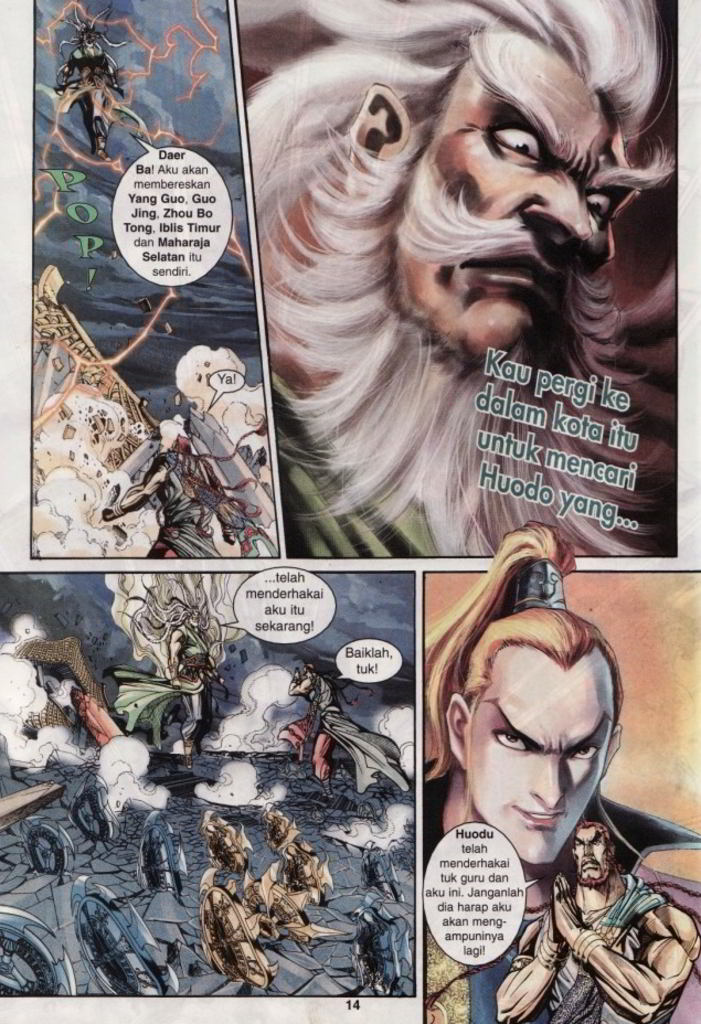 Daer
Ba! Aku akan
membereskan
Yang Guo, Guo
Jing, Zhou Bo
Tong, Iblis Timur
dan Maharaja
Selatan itu
sendiri.
POP!
Ya!
Kau pergi ke
dalam kota itu
untuk mencari
Huodo yang...
...telah
menderhakai
aku itu
sekarang!
Baiklah,
tuk!
Huodu
telah
menderhakai
tuk guru dan
aku ini. Janganlah
dia harap aku
akan meng-
ampuninya
lagi!
14